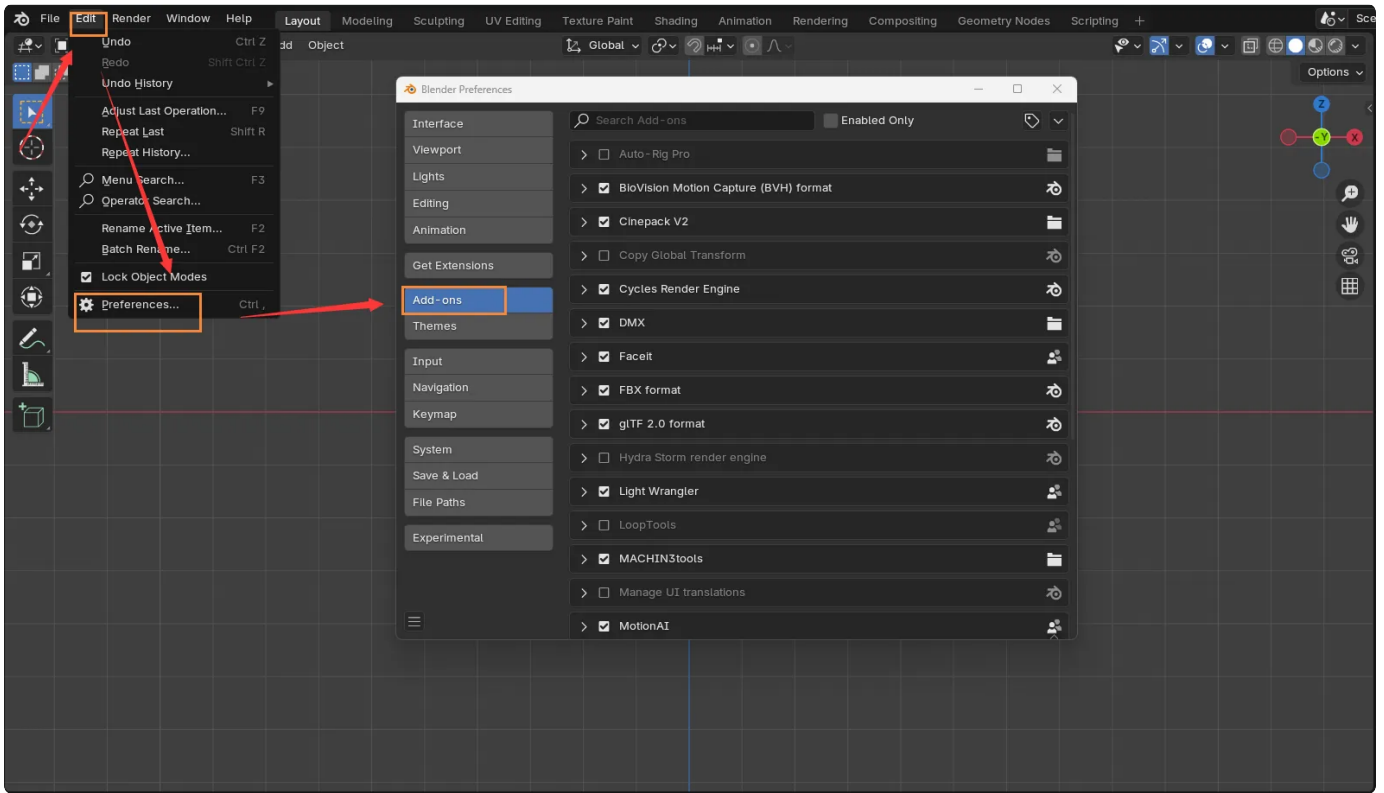 File Edit Render Window Help Layout Modeling Sculpting UV Editing Texture Paint Shading Animation Rendering Compositing Geometry Nodes Scripting + Sce
dd Object Global
Options
Undo Ctrl Z
Redo Shift Ctrl Z
Undo History
Adjust Last Operation... F9
Repeat Last Shift R
Repeat History...
Menu Search... F3
Operator Search...
Rename Active Item... F2
Batch Rename... Ctrl F2
Lock Object Modes
Preferences... Ctrl ,
Blender Preferences
Interface
Viewport
Lights
Editing
Animation
Get Extensions
Add-ons
Themes
Input
Navigation
Keymap
System
Save & Load
File Paths
Experimental
Search Add-ons Enabled Only
Auto-Rig Pro
BioVision Motion Capture (BVH) format
Cinepack V2
Copy Global Transform
Cycles Render Engine
DMX
Faceit
FBX format
glTF 2.0 format
Hydra Storm render engine
Light Wrangler
LoopTools
MACHIN3tools
Manage UI translations
MotionAI
Z
-Y X